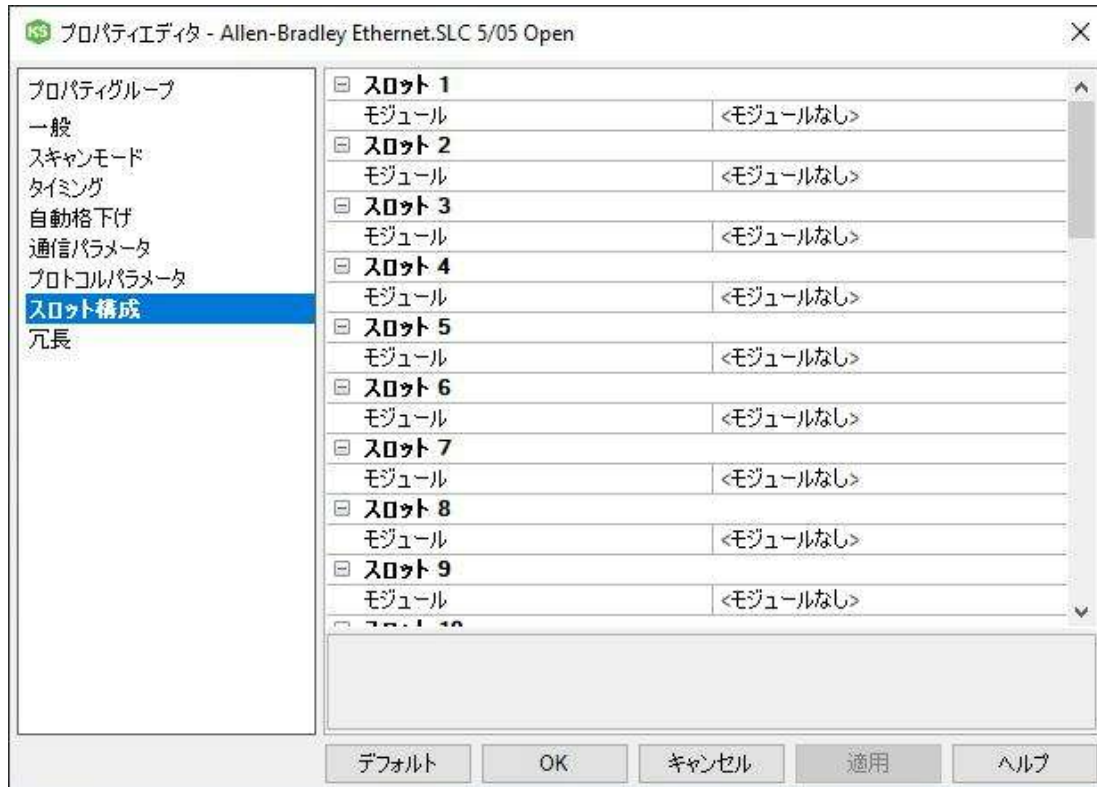 KS プロパティエディタ - Allen-Bradley Ethernet.SLC 5/05 Open
プロパティグループ
一般
スキャンモード
タイミング
自動格下げ
通信パラメータ
プロトコルパラメータ
スロット構成
冗長
スロット 1
モジュール <モジュールなし>
スロット 2
モジュール <モジュールなし>
スロット 3
モジュール <モジュールなし>
スロット 4
モジュール <モジュールなし>
スロット 5
モジュール <モジュールなし>
スロット 6
モジュール <モジュールなし>
スロット 7
モジュール <モジュールなし>
スロット 8
モジュール <モジュールなし>
スロット 9
モジュール <モジュールなし>
スロット 10
デフォルト OK キャンセル 適用 ヘルプ